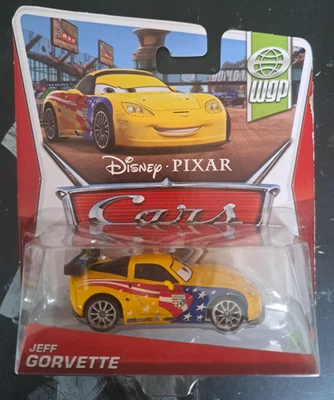 WGP
Disney · PIXAR
Cars
JEFF
GORVETTE